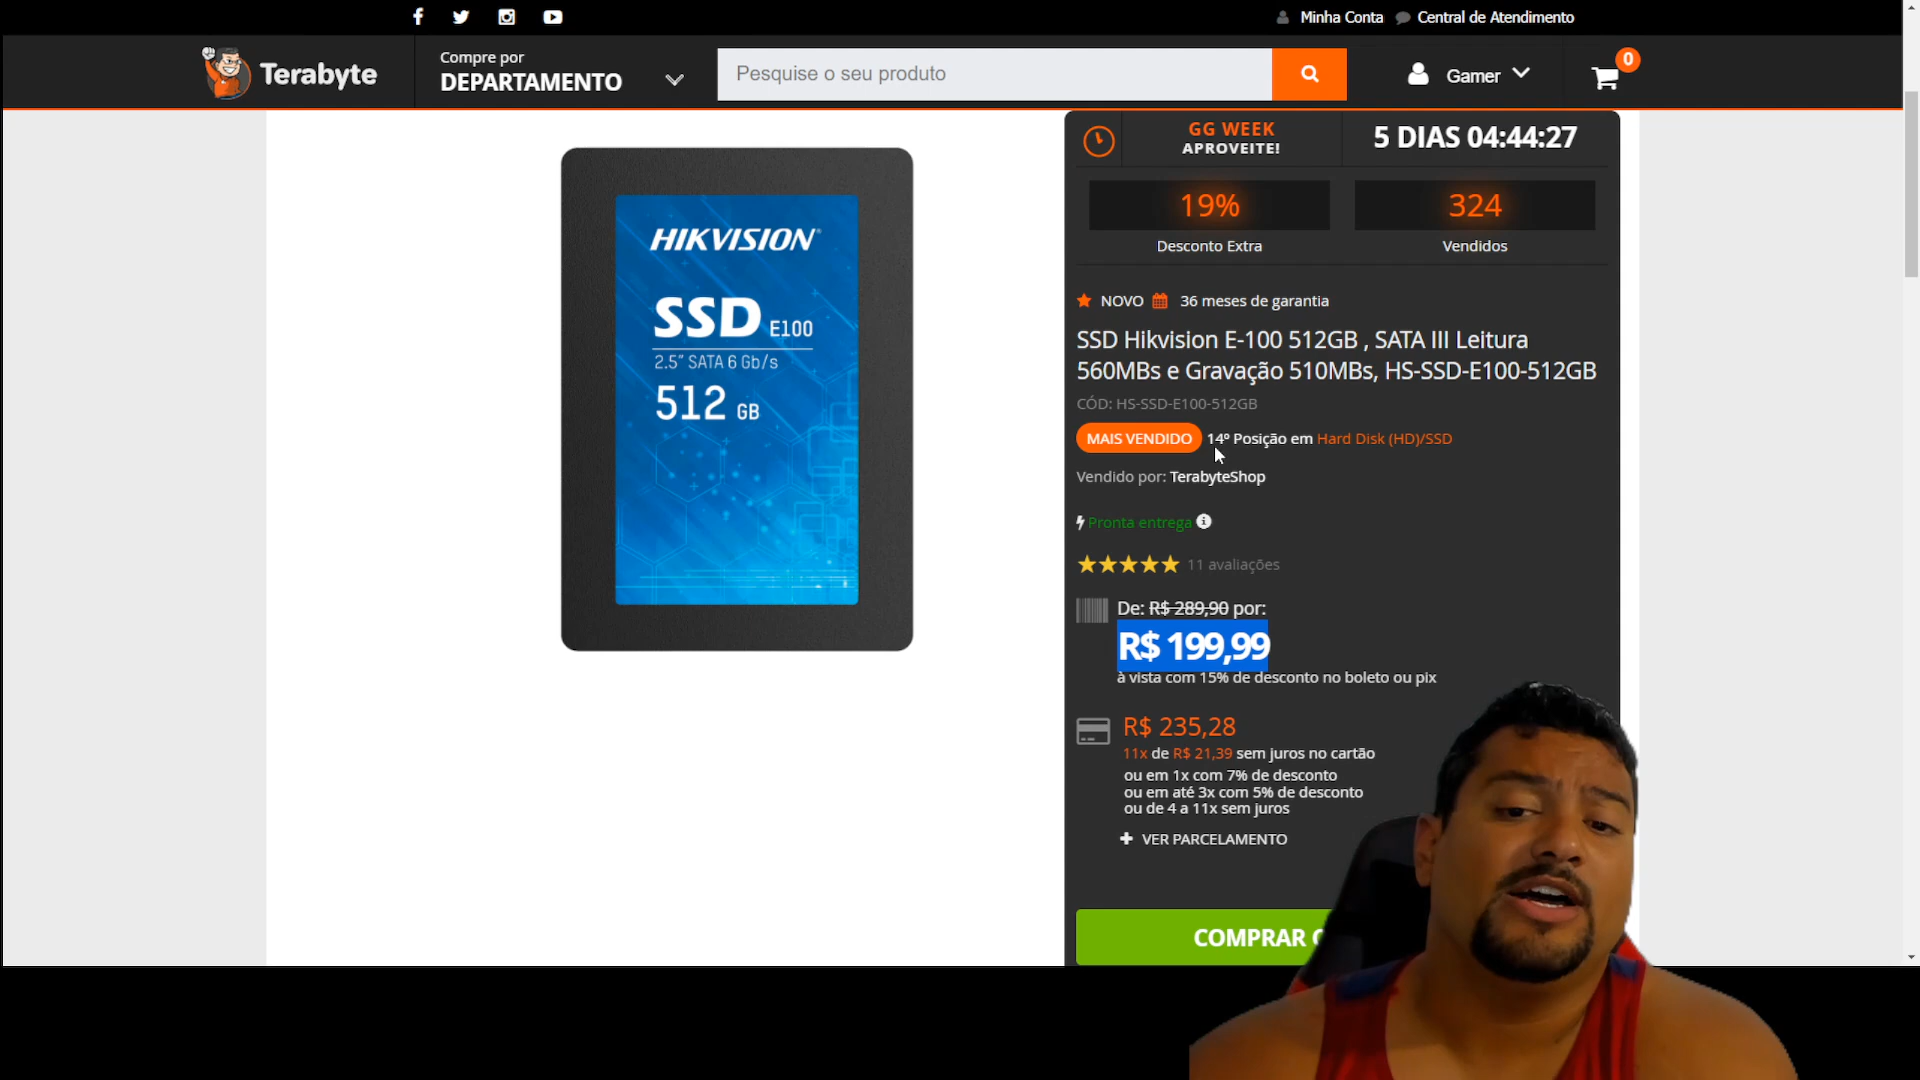 Minha Conta
Central de Atendimento
Terabyte
Compre por
DEPARTAMENTO
Pesquise o seu produto
Gamer
0
HIKVISION
SSD E100
2.5" SATA 6 Gb/s
512 GB
GG WEEK
APROVEITE!
5 DIAS 04:44:27
19%
Desconto Extra
324
Vendidos
NOVO
36 meses de garantia
SSD Hikvision E-100 512GB , SATA III Leitura
560MBs e Gravação 510MBs, HS-SSD-E100-512GB
CÓD: HS-SSD-E100-512GB
MAIS VENDIDO 14º Posição em Hard Disk (HD)/SSD
Vendido por: TerabyteShop
Pronta entrega
11 avaliações
De: R$ 289,90 por:
R$ 199,99
à vista com 15% de desconto no boleto ou pix
R$ 235,28
11x de R$ 21,39 sem juros no cartão
ou em 1x com 7% de desconto
ou em até 3x com 5% de desconto
ou de 4 a 11x sem juros
+ VER PARCELAMENTO
COMPRAR